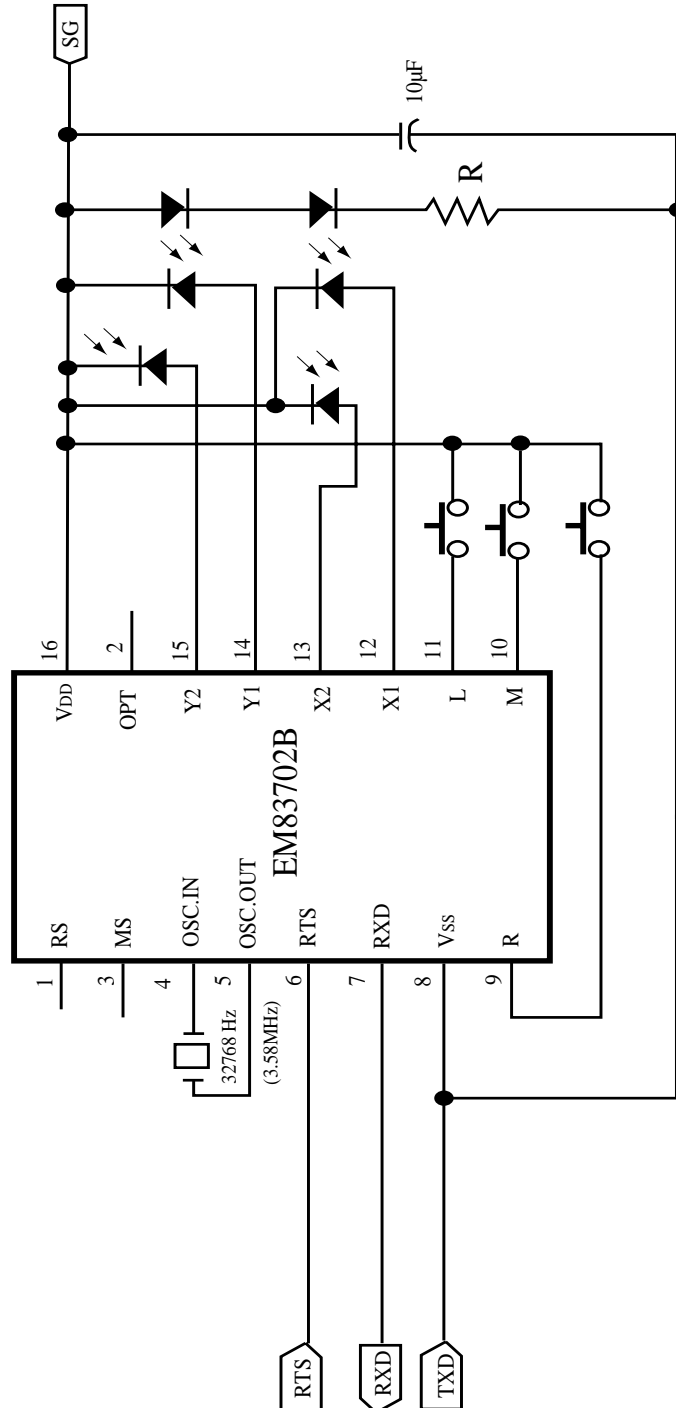 SG
10µF
R
16
2
15
14
13
12
11
10
VDD
OPT
Y2
Y1
X2
X1
L
M
EM83702B
RS
MS
OSC.IN
OSC.OUT
RTS
RXD
VSS
R
1
3
4
5
6
7
8
9
32768 Hz
(3.58MHz)
RTS
RXD
TXD